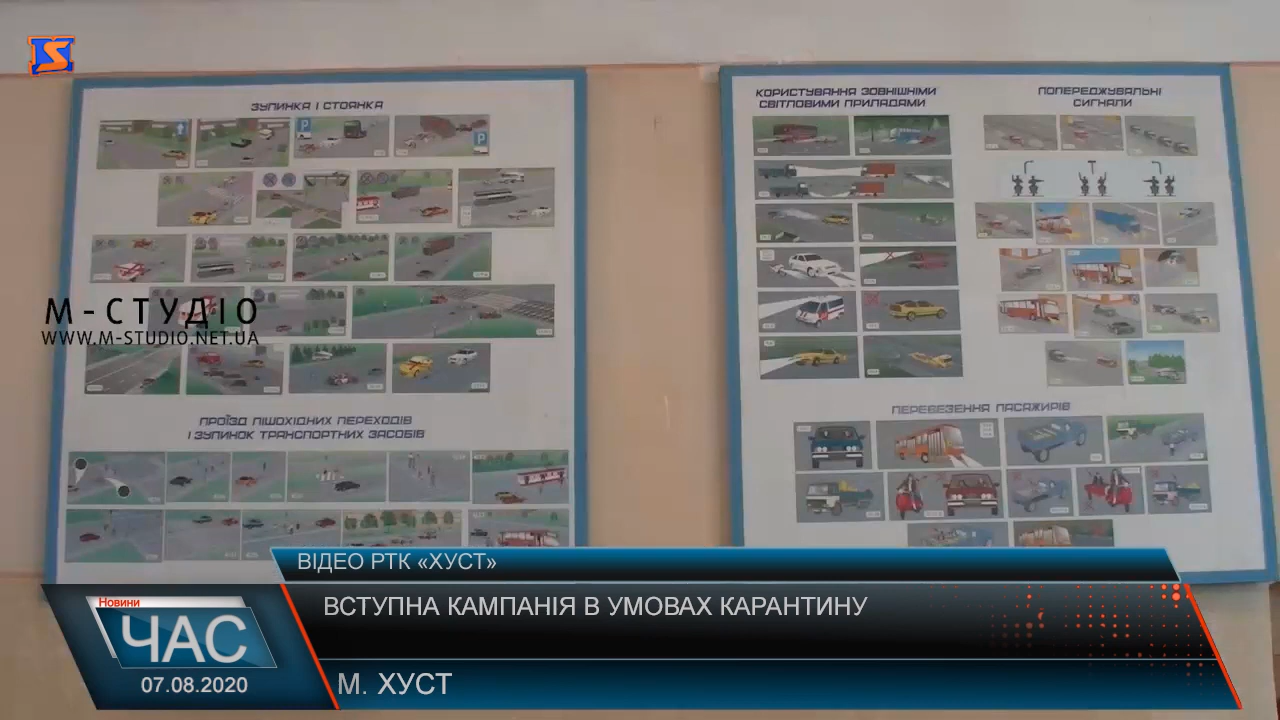 ЗУПИНКА І СТОЯНКА
ПРОЇЗД ПІШОХІДНИХ ПЕРЕХОДІВ
І ЗУПИНОК ТРАНСПОРТНИХ ЗАСОБІВ
КОРИСТУВАННЯ ЗОВНІШНІМИ
СВІТЛОВИМИ ПРИЛАДАМИ
ПОПЕРЕДЖУВАЛЬНІ
СИГНАЛИ
ПЕРЕВЕЗЕННЯ ПАСАЖИРІВ
М-СТУДІО
WWW.M-STUDIO.NET.UA
ВІДЕО РТК «ХУСТ»
Новини
ЧАС
07.08.2020
ВСТУПНА КАМПАНІЯ В УМОВАХ КАРАНТИНУ
М. ХУСТ